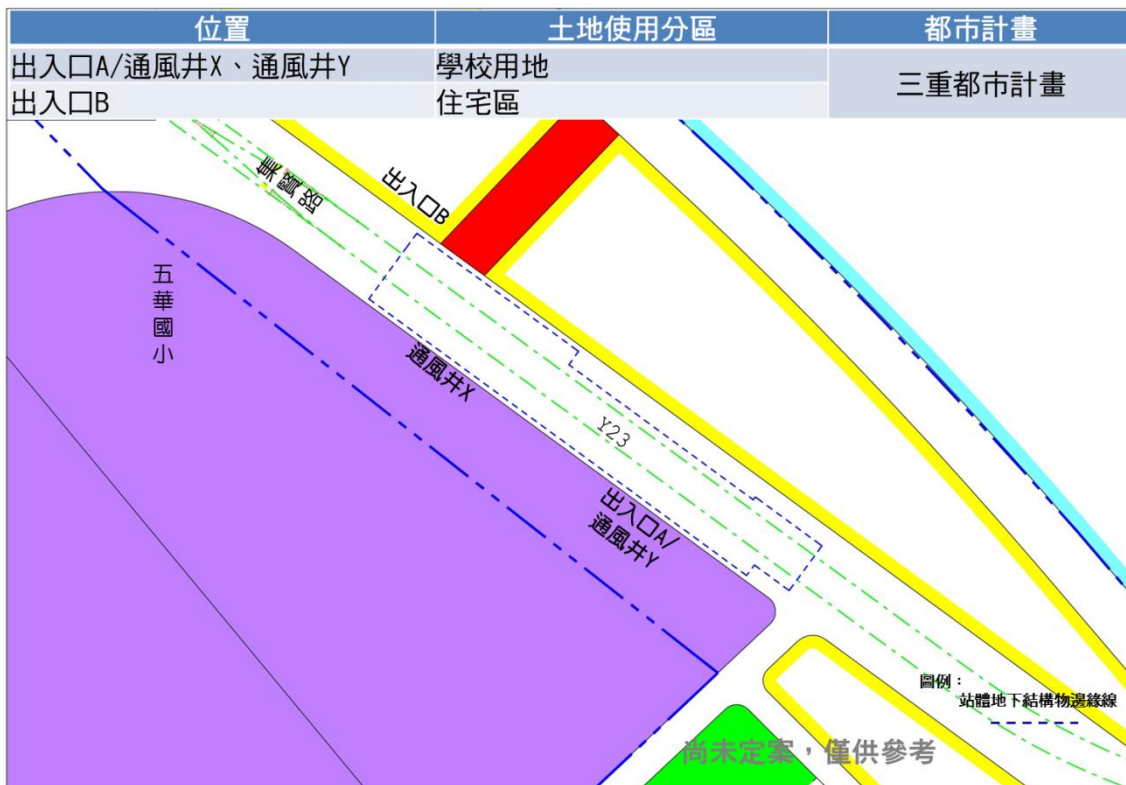 位置 土地使用分區 都市計畫
出入口A/通風井X、通風井Y 學校用地 三重都市計畫
出入口B 住宅區
集賢路
出入口B
五華國小
通風井X
Y23
出入口A/
通風井Y
圖例：
站體地下結構物邊緣線
尚未定案，僅供參考